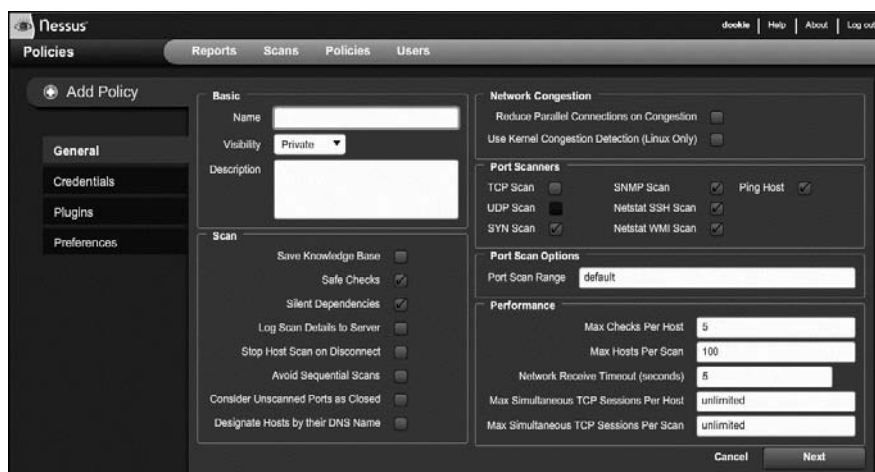 Nessus
dookie | Help | About | Log out
Policies
Reports Scans Policies Users
Add Policy
General
Credentials
Plugins
Preferences
Basic
Name
Visibility Private
Description
Scan
Save Knowledge Base
Safe Checks
Silent Dependencies
Log Scan Details to Server
Stop Host Scan on Disconnect
Avoid Sequential Scans
Consider Unscanned Ports as Closed
Designate Hosts by their DNS Name
Network Congestion
Reduce Parallel Connections on Congestion
Use Kernel Congestion Detection (Linux Only)
Port Scanners
TCP Scan SNMP Scan Ping Host
UDP Scan Netstat SSH Scan
SYN Scan Netstat WMI Scan
Port Scan Options
Port Scan Range default
Performance
Max Checks Per Host 5
Max Hosts Per Scan 100
Network Receive Timeout (seconds) 5
Max Simultaneous TCP Sessions Per Host unlimited
Max Simultaneous TCP Sessions Per Scan unlimited
Cancel Next